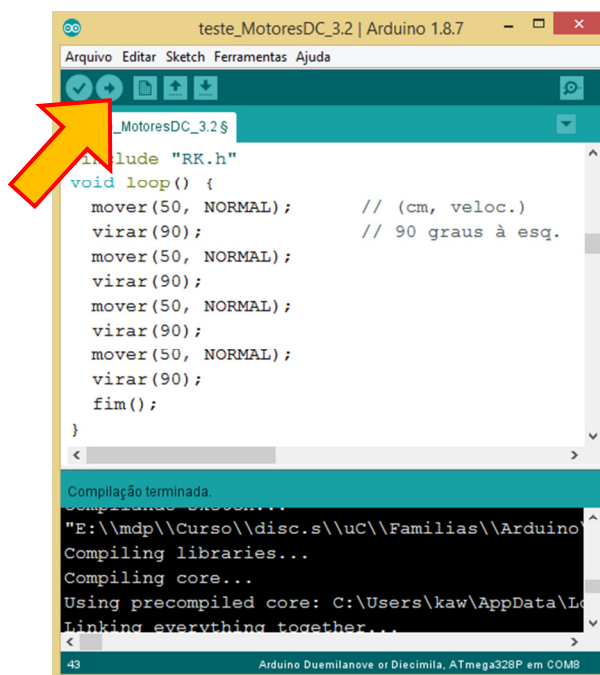 teste_MotoresDC_3.2 | Arduino 1.8.7
Arquivo Editar Sketch Ferramentas Ajuda
_MotoresDC_3.2 §
include "RK.h"
void loop() {
mover(50, NORMAL); // (cm, veloc.)
virar(90); // 90 graus à esq.
mover(50, NORMAL);
virar(90);
mover(50, NORMAL);
virar(90);
mover(50, NORMAL);
virar(90);
fim();
}
Compilação terminada.
"E:\\mdp\\Curso\\disc.s\\uC\\Familias\\Arduino\
Compiling libraries...
Compiling core...
Using precompiled core: C:\Users\kaw\AppData\Lo
Linking everything together...
43 Arduino Duemilanove or Diecimila, ATmega328P em COM8